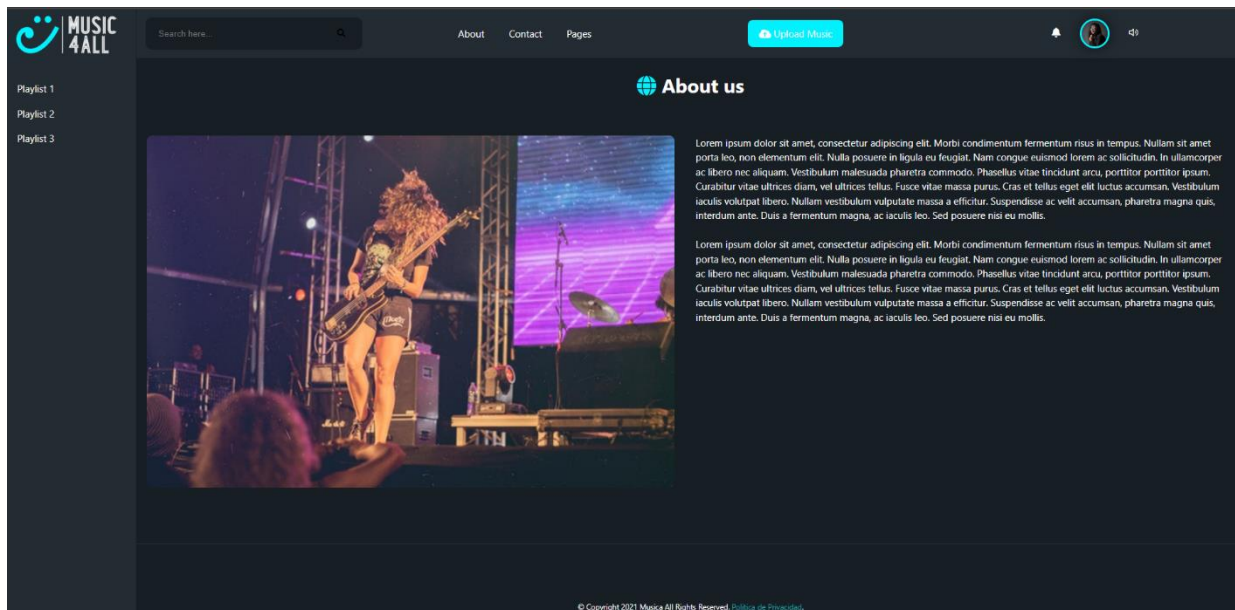 MUSIC
4ALL
Search here...
About Contact Pages
Upload Music
Playlist 1
Playlist 2
Playlist 3
About us
Lorem ipsum dolor sit amet, consectetur adipiscing elit. Morbi condimentum fermentum risus in tempus. Nullam sit amet
porta leo, non elementum elit. Nulla posuere in ligula eu feugiat. Nam congue euismod lorem ac sollicitudin. In ullamcorper
ac libero nec aliquam. Vestibulum malesuada pharetra commodo. Phasellus vitae tincidunt arcu, porttitor porttitor ipsum.
Curabitur vitae ultrices diam, vel ultrices tellus. Fusce vitae massa purus. Cras et tellus eget elit luctus accumsan. Vestibulum
iaculis volutpat libero. Nullam vestibulum vulputate massa a efficitur. Suspendisse ac velit accumsan, pharetra magna quis,
interdum ante. Duis a fermentum magna, ac iaculis leo. Sed posuere nisi eu mollis.
Lorem ipsum dolor sit amet, consectetur adipiscing elit. Morbi condimentum fermentum risus in tempus. Nullam sit amet
porta leo, non elementum elit. Nulla posuere in ligula eu feugiat. Nam congue euismod lorem ac sollicitudin. In ullamcorper
ac libero nec aliquam. Vestibulum malesuada pharetra commodo. Phasellus vitae tincidunt arcu, porttitor porttitor ipsum.
Curabitur vitae ultrices diam, vel ultrices tellus. Fusce vitae massa purus. Cras et tellus eget elit luctus accumsan. Vestibulum
iaculis volutpat libero. Nullam vestibulum vulputate massa a efficitur. Suspendisse ac velit accumsan, pharetra magna quis,
interdum ante. Duis a fermentum magna, ac iaculis leo. Sed posuere nisi eu mollis.
© Copyright 2021 Musica All Rights Reserved. Política de Privacidad.